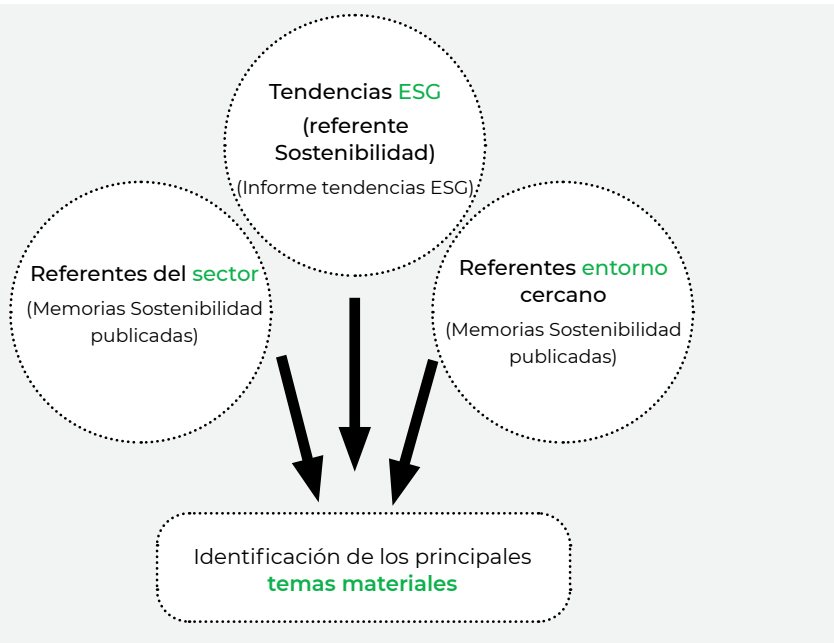 Tendencias ESG
(referente
Sostenibilidad)
(Informe tendencias ESG)
Referentes del sector
(Memorias Sostenibilidad
publicadas)
Referentes entorno
cercano
(Memorias Sostenibilidad
publicadas)
Identificación de los principales
temas materiales